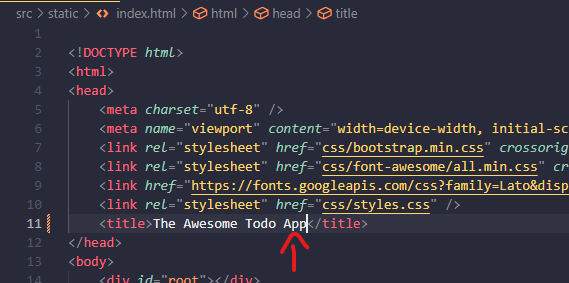 src > static > <> index.html > html > head > title
1
2 <!DOCTYPE html>
3 <html>
4 <head>
5 <meta charset="utf-8" />
6 <meta name="viewport" content="width=device-width, initial-sc
7 <link rel="stylesheet" href="css/bootstrap.min.css" crossorig
8 <link rel="stylesheet" href="css/font-awesome/all.min.css" cr
9 <link href="https://fonts.googleapis.com/css?family=Lato&disp
10 <link rel="stylesheet" href="css/styles.css" />
11 <title>The Awesome Todo App</title>
12 </head>
13 <body>
14 <div id="root"></div>